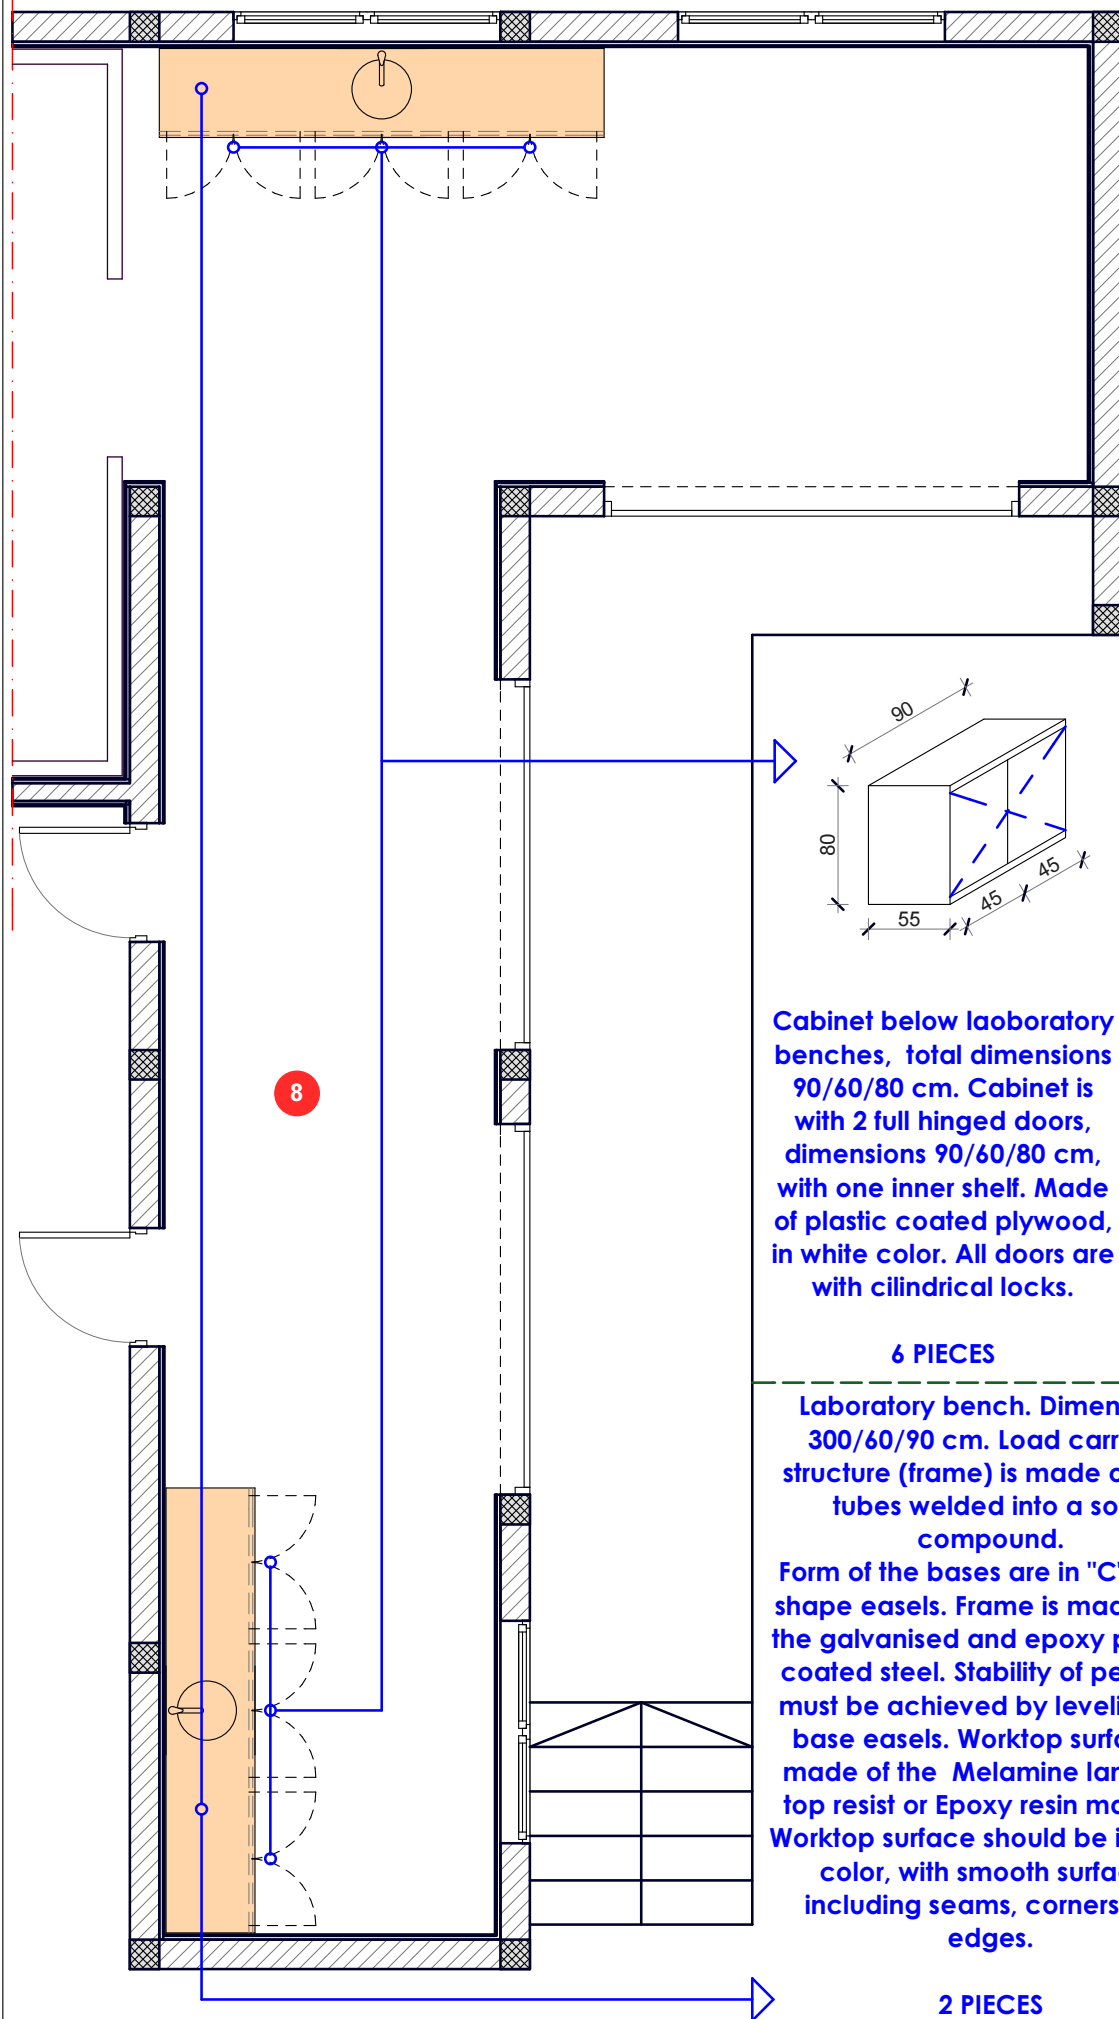 90
80
55
45
45
8
Cabinet below laoboratory
benches, total dimensions
90/60/80 cm. Cabinet is
with 2 full hinged doors,
dimensions 90/60/80 cm,
with one inner shelf. Made
of plastic coated plywood,
in white color. All doors are
with cilindrical locks.
6 PIECES
Laboratory bench. Dimen
300/60/90 cm. Load carr
structure (frame) is made
tubes welded into a so
compound.
Form of the bases are in "C"
shape easels. Frame is mad
the galvanised and epoxy p
coated steel. Stability of pe
must be achieved by leveli
base easels. Worktop surf
made of the Melamine la
top resist or Epoxy resin m
Worktop surface should be i
color, with smooth surfa
including seams, corners
edges.
2 PIECES